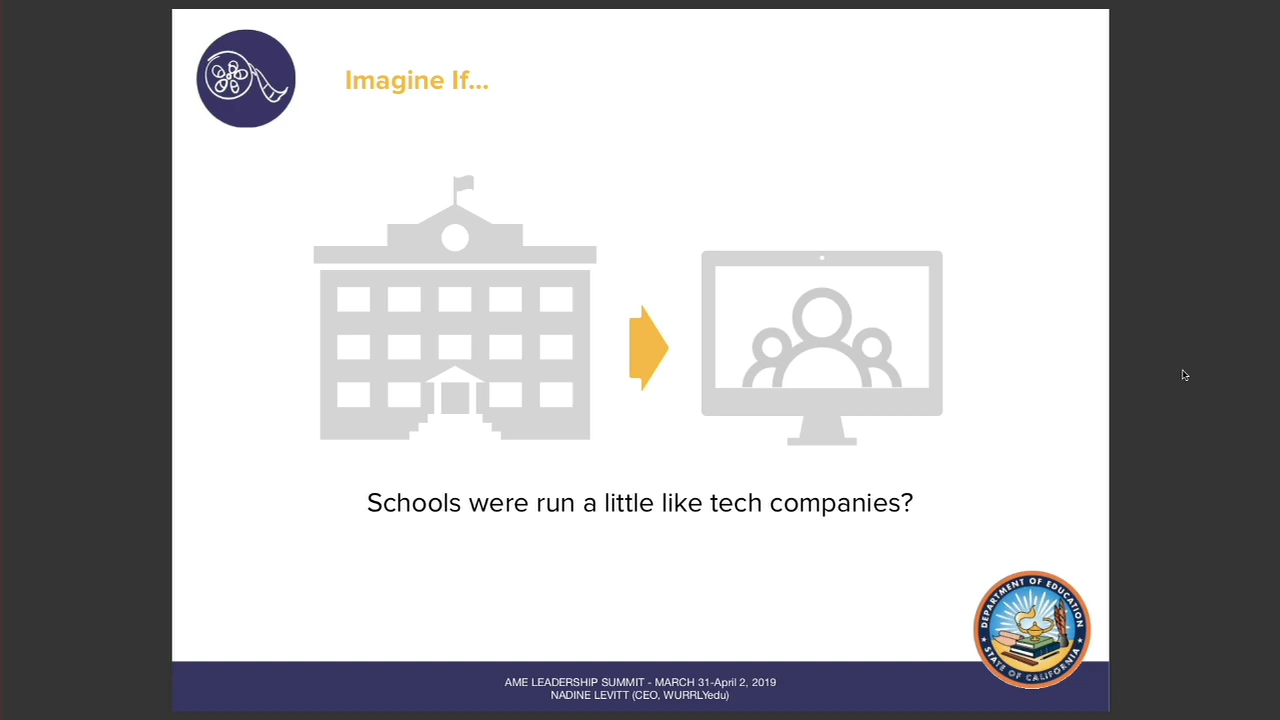 Imagine If...
Schools were run a little like tech companies?
DEPARTMENT OF EDUCATION
STATE OF CALIFORNIA
AME LEADERSHIP SUMMIT - MARCH 31-April 2, 2019
NADINE LEVITT (CEO, WURRLYedu)